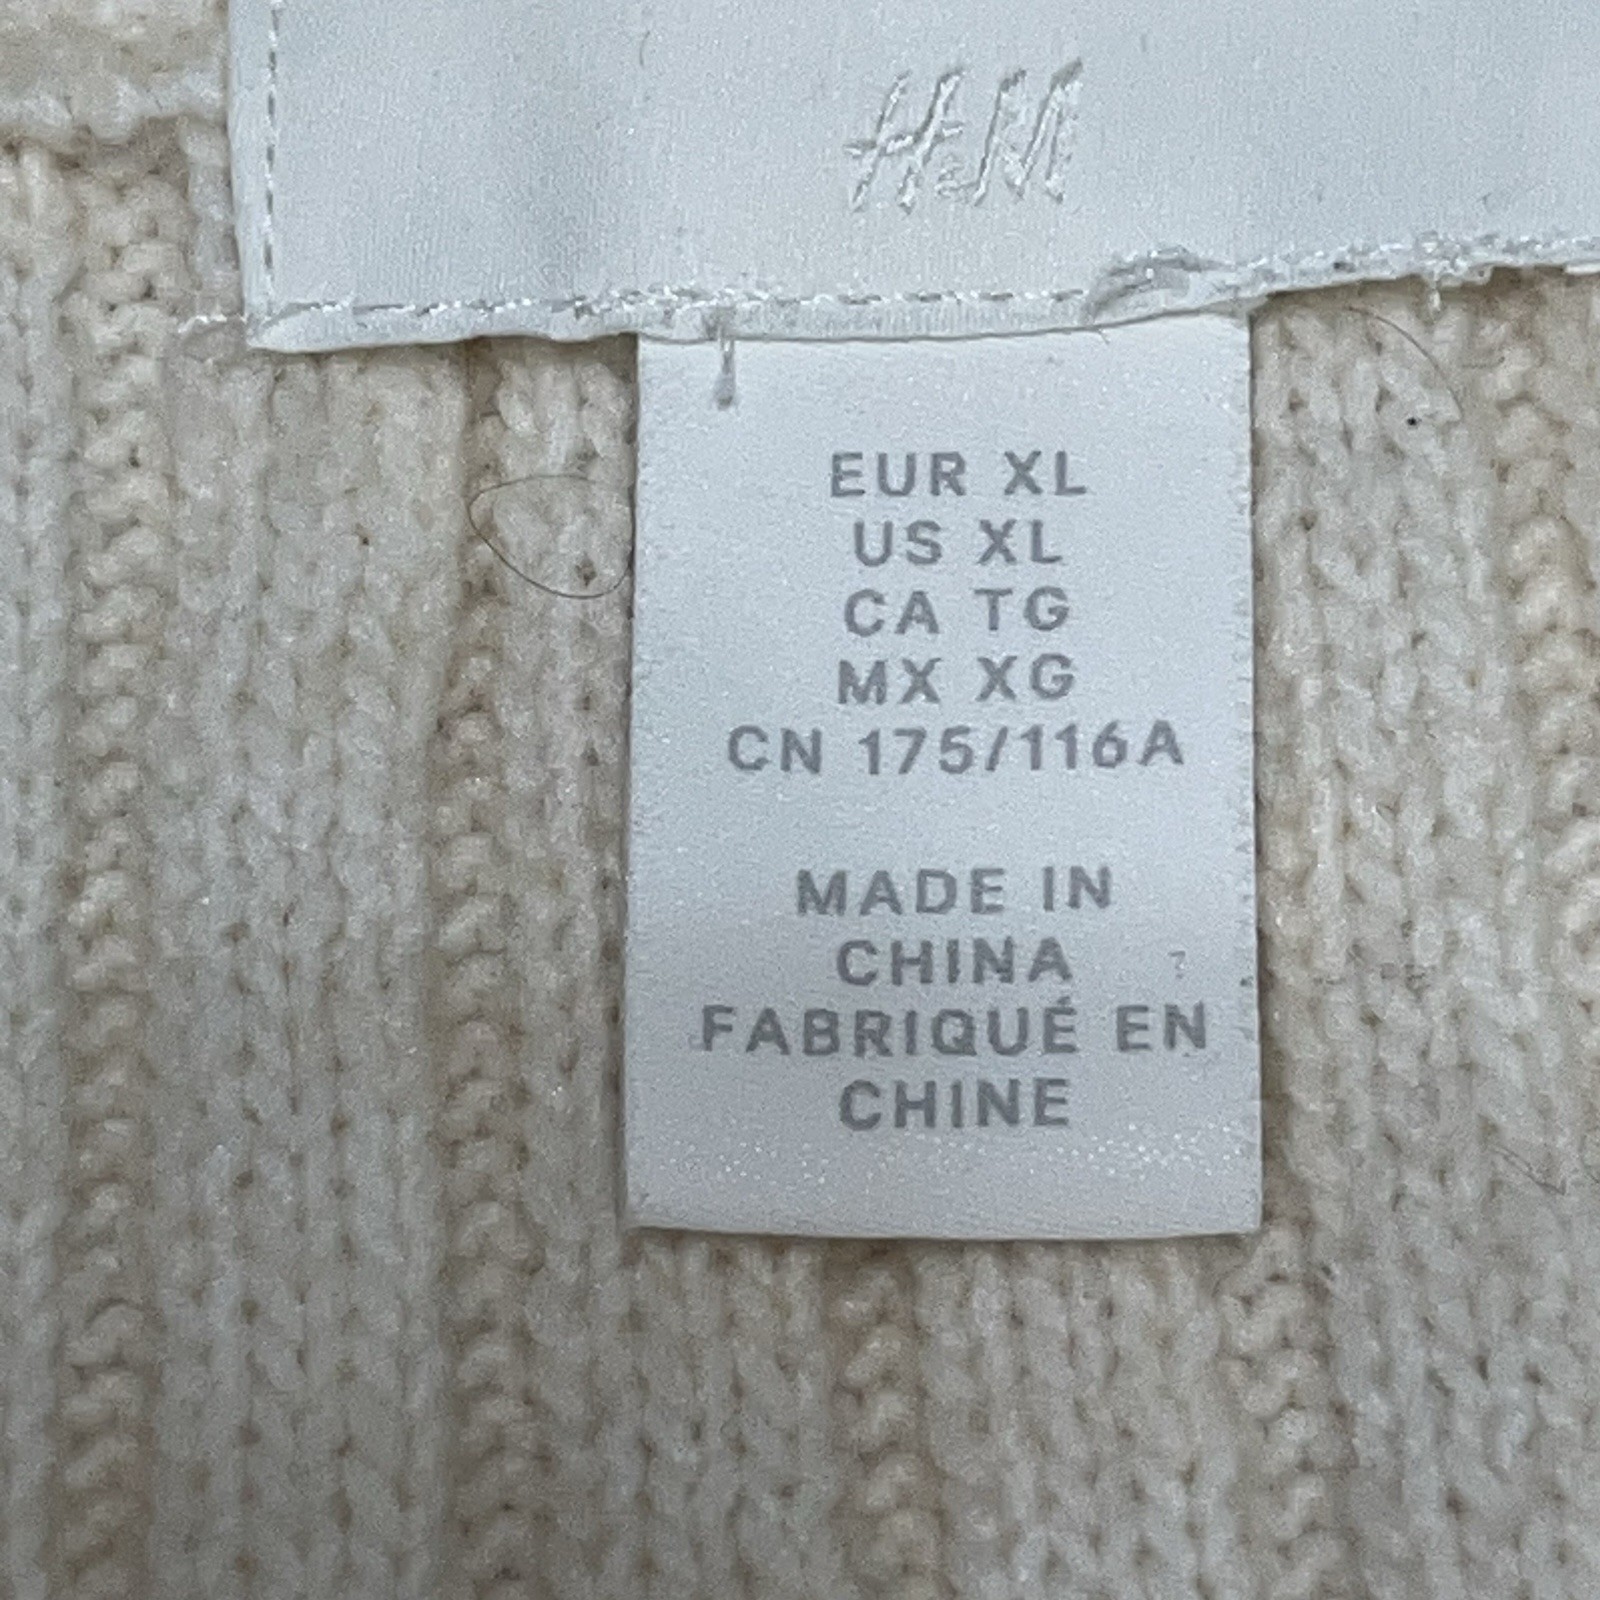 H&M
EUR XL
US XL
CA TG
MX XG
CN 175/116A
MADE IN
CHINA
FABRIQUÉ EN
CHINE